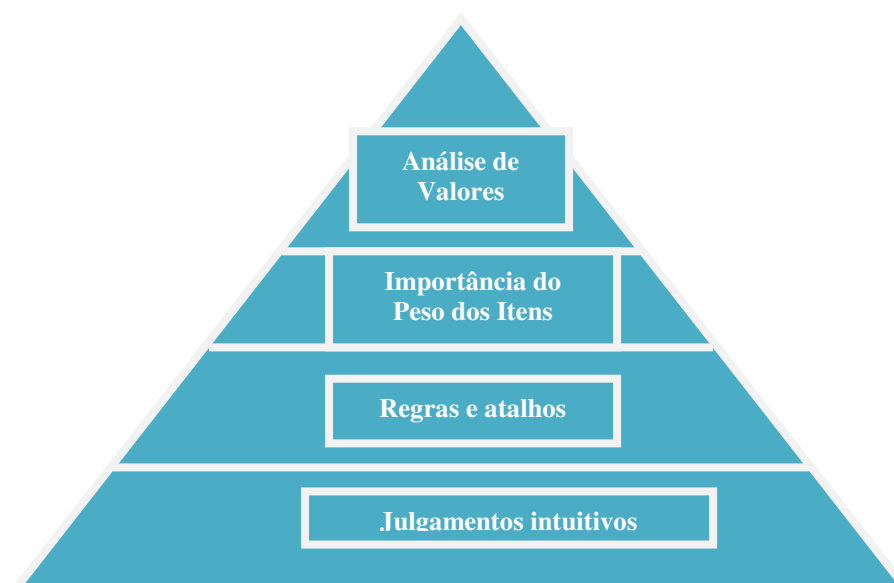 Análise de
Valores
Importância do
Peso dos Itens
Regras e atalhos
Julgamentos intuitivos